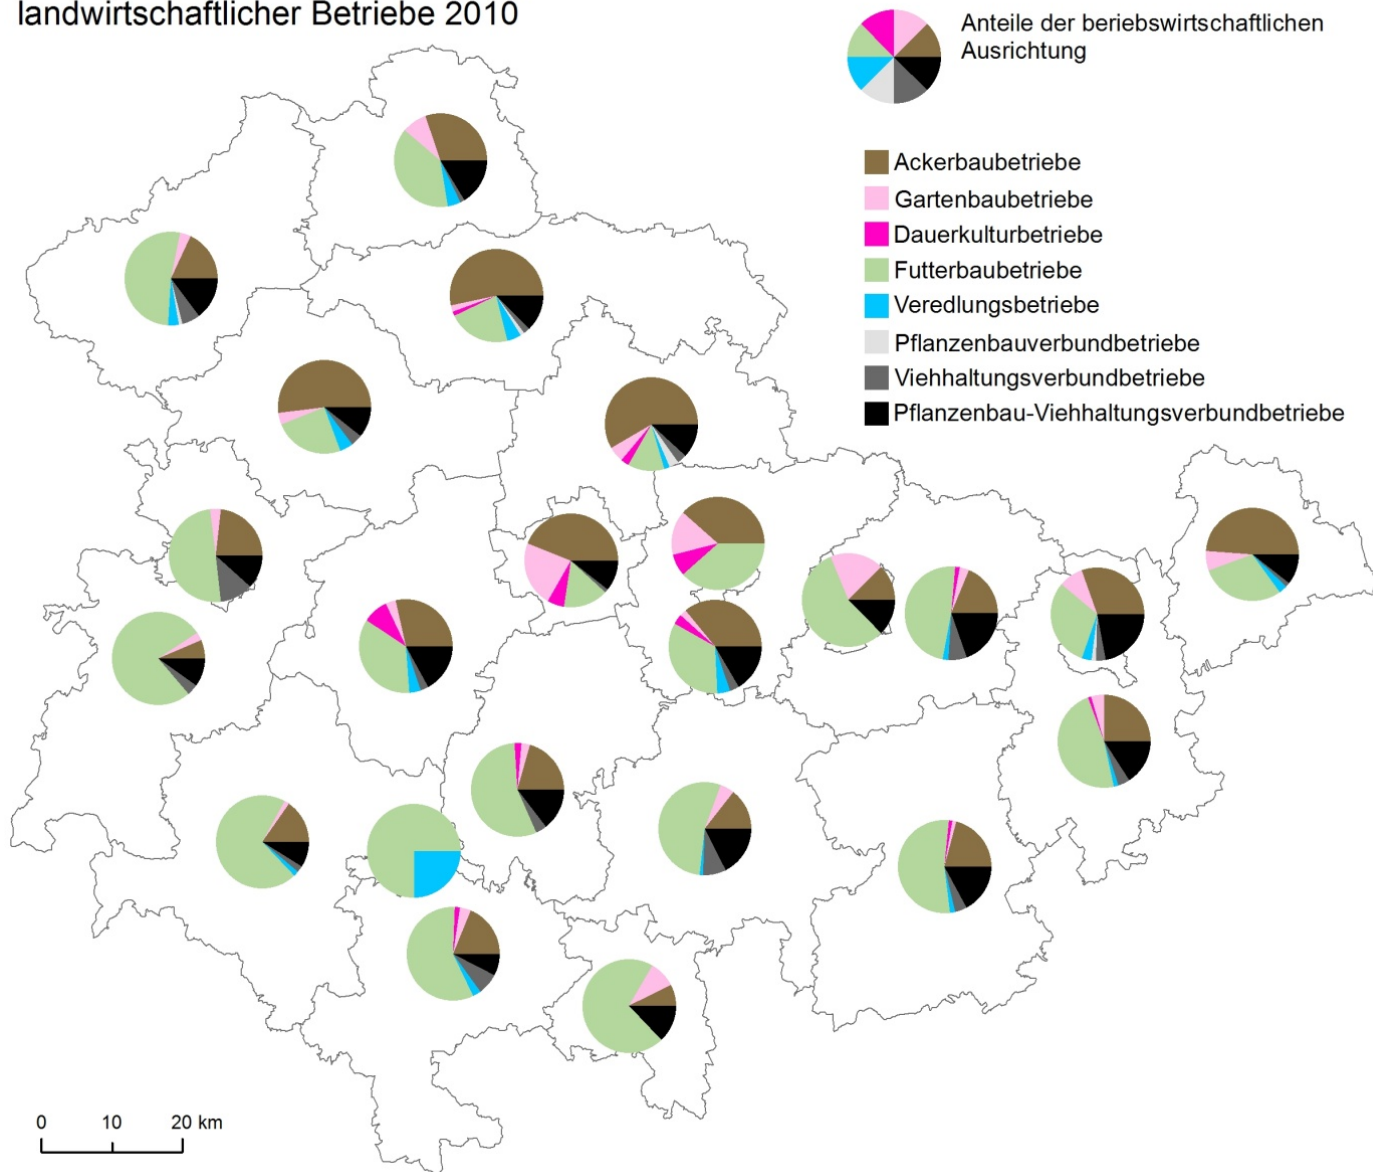 landwirtschaftlicher Betriebe 2010
Anteile der beriebswirtschaftlichen
Ausrichtung
Ackerbaubetriebe
Gartenbaubetriebe
Dauerkulturbetriebe
Futterbaubetriebe
Veredlungsbetriebe
Pflanzenbauverbundbetriebe
Viehhaltungsverbundbetriebe
Pflanzenbau-Viehhaltungsverbundbetriebe
0 10 20 km